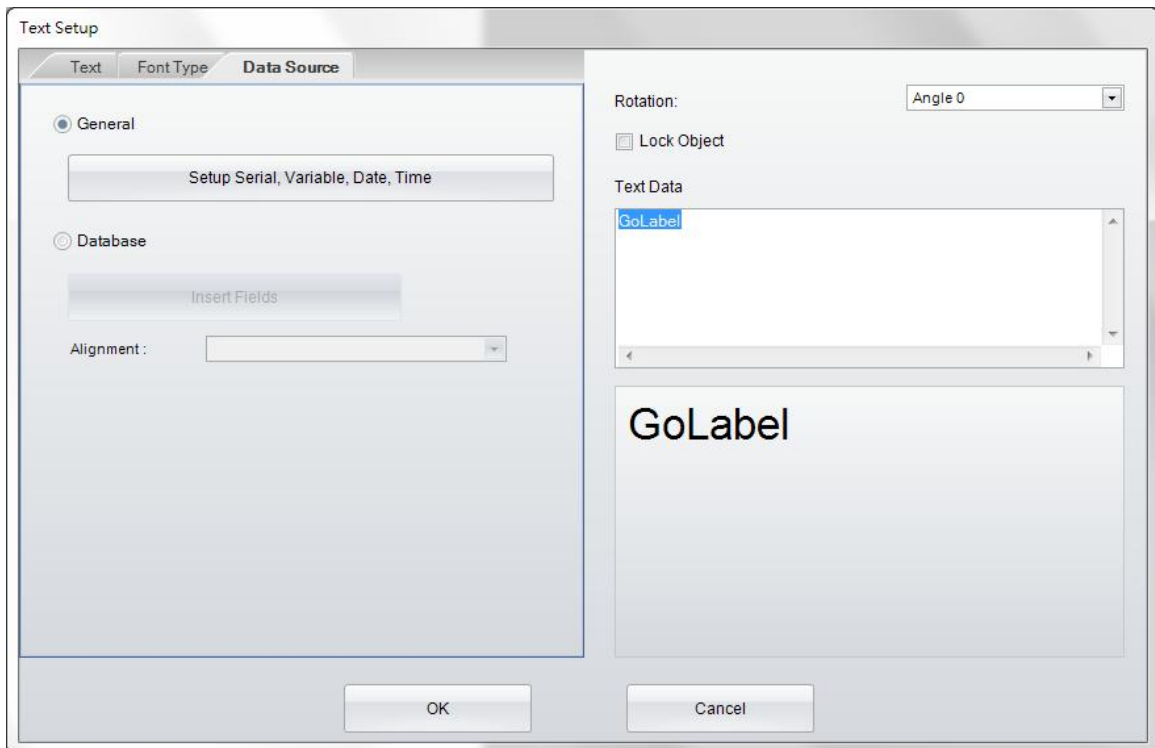 Text Setup
Text Font Type Data Source
General
Setup Serial, Variable, Date, Time
Database
Insert Fields
Alignment :
Rotation: Angle 0
Lock Object
Text Data
GoLabel
GoLabel
OK Cancel